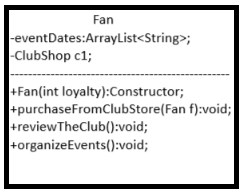 Fan
-eventDates:ArrayList<String>;
-ClubShop c1;
--------------------------------------------------
+Fan(int loyalty):Constructor;
+purchaseFromClubStore(Fan f):void;
+reviewTheClub():void;
+organizeEvents():void;